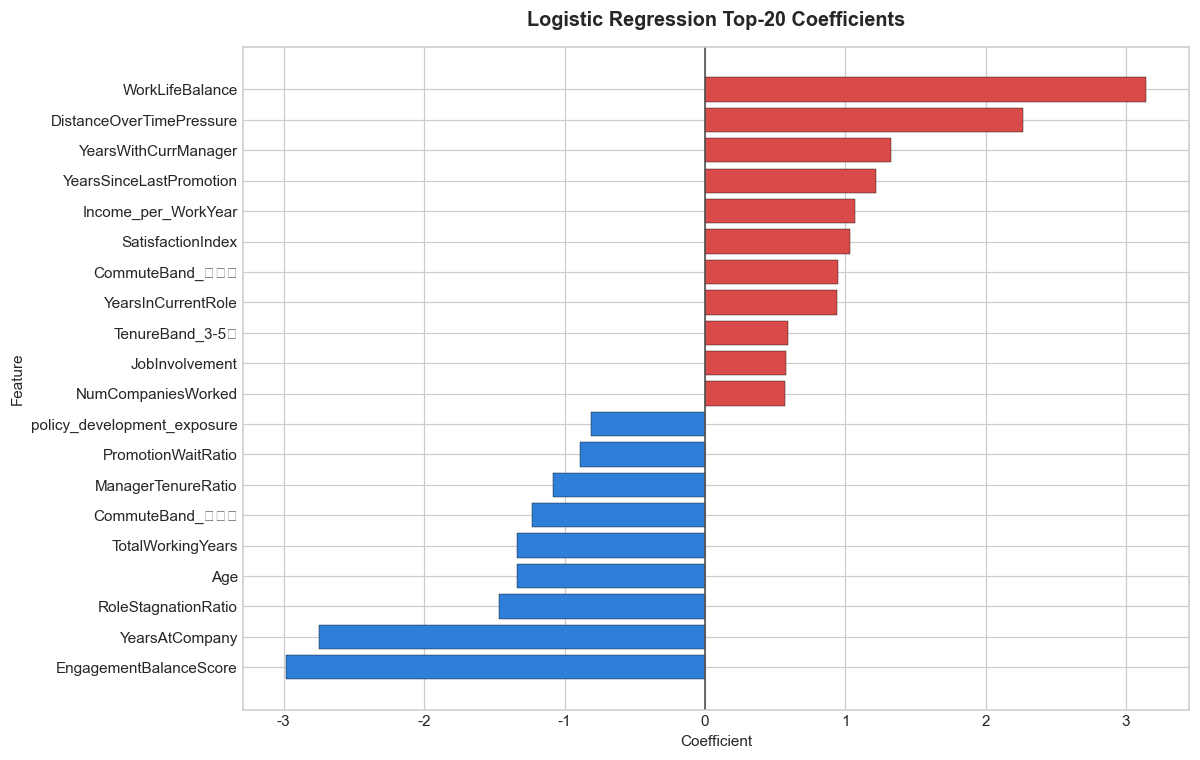 Logistic Regression Top-20 Coefficients
WorkLifeBalance
DistanceOverTimePressure
YearsWithCurrManager
YearsSinceLastPromotion
Income_per_WorkYear
SatisfactionIndex
CommuteBand_
YearsInCurrentRole
TenureBand_3-5
JobInvolvement
NumCompaniesWorked
policy_development_exposure
PromotionWaitRatio
ManagerTenureRatio
CommuteBand_
TotalWorkingYears
Age
RoleStagnationRatio
YearsAtCompany
EngagementBalanceScore
Feature
-3 -2 -1 0 1 2 3
Coefficient